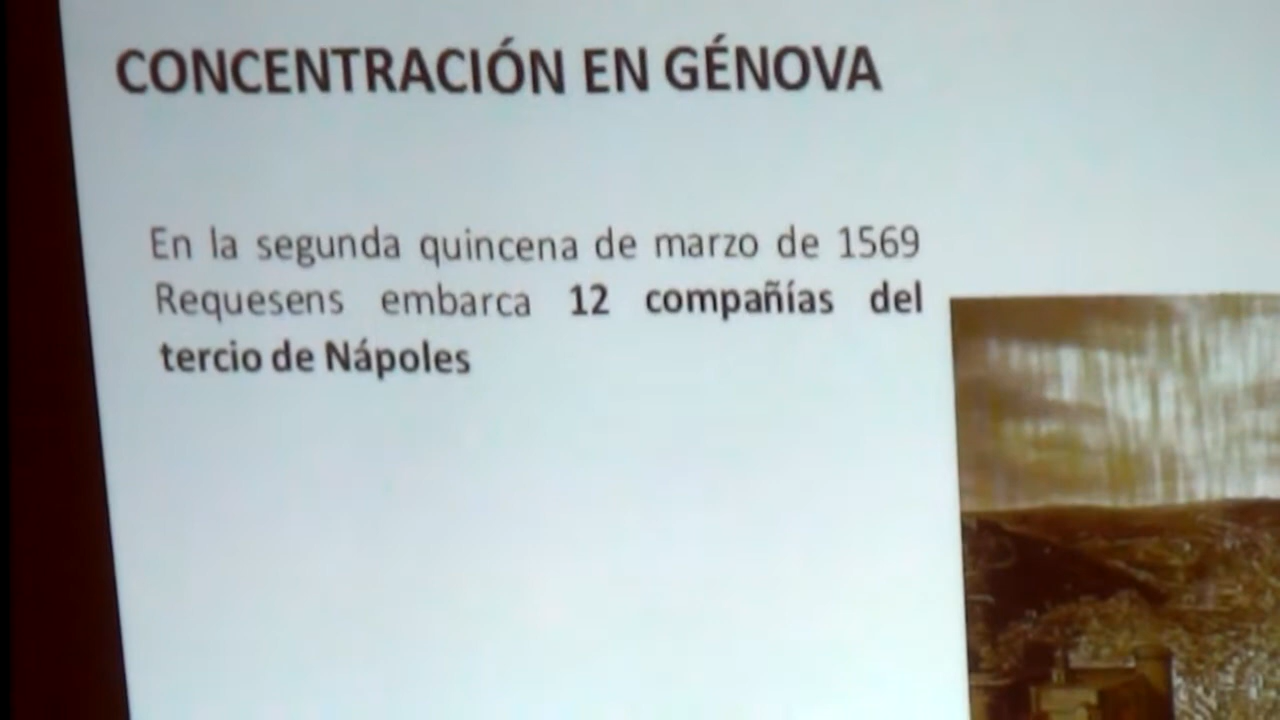 CONCENTRACIÓN EN GÉNOVA
En la segunda quincena de marzo de 1569
Requesens embarca 12 compañías del
tercio de Nápoles